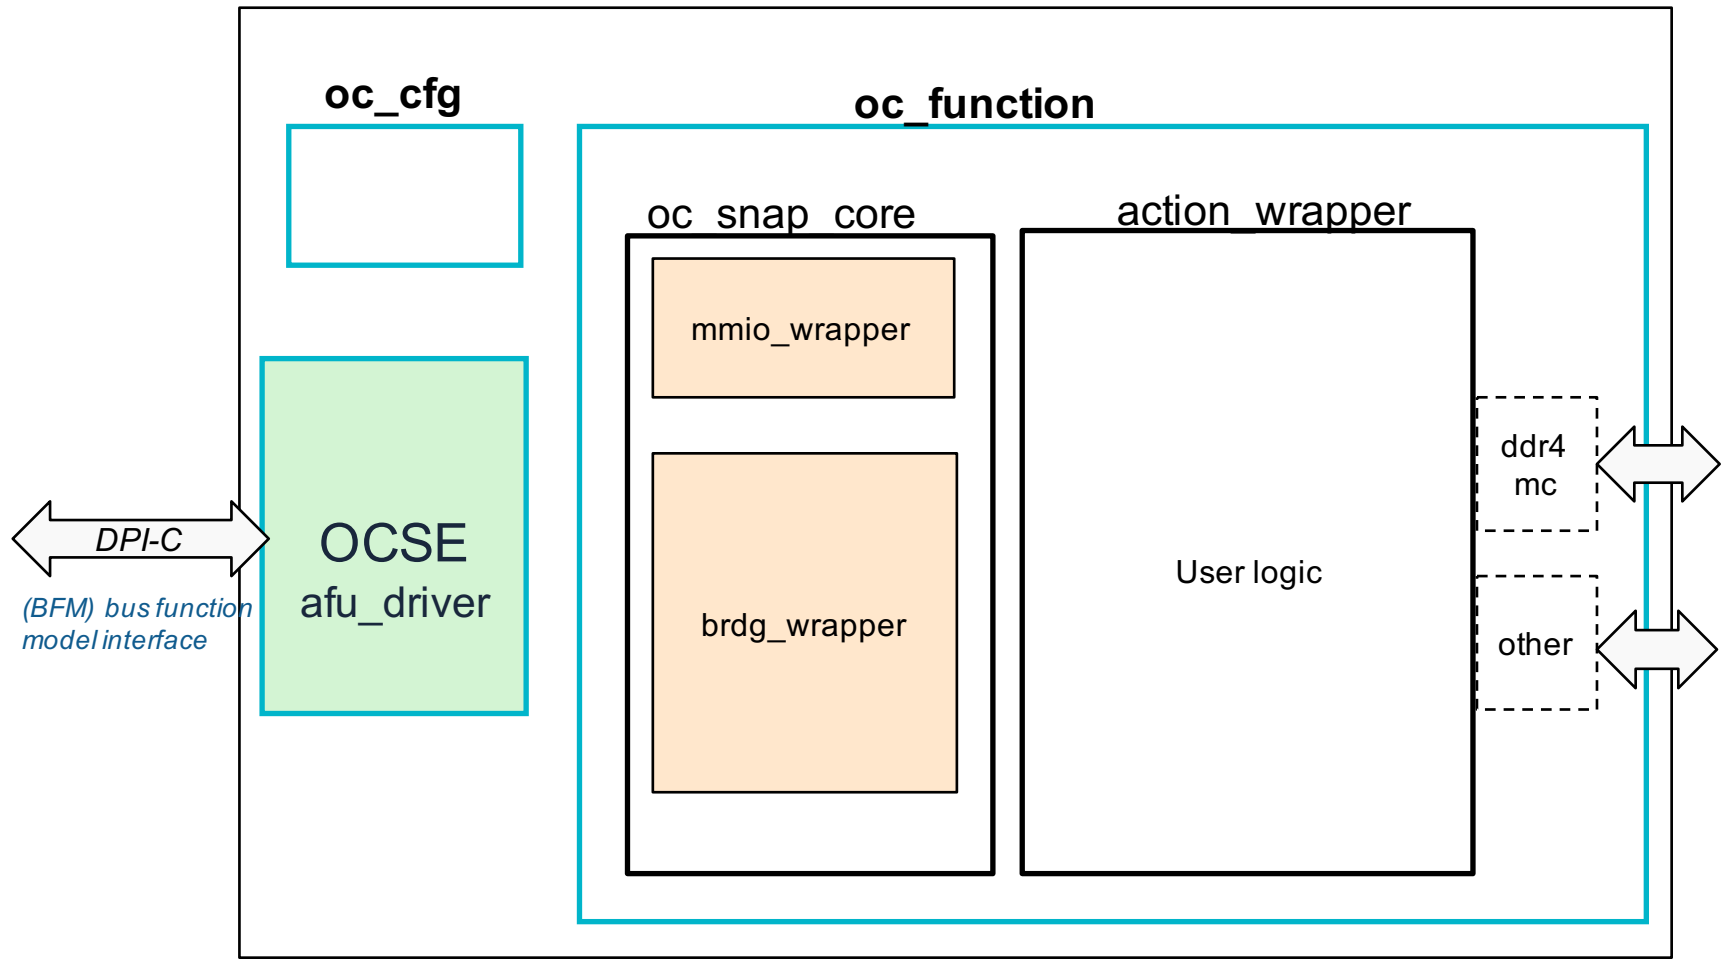 oc_cfg
oc_function
oc_snap_core
action_wrapper
mmio_wrapper
ddr4
mc
DPI-C
OCSE
afu_driver
(BFM) bus function
model interface
User logic
brdg_wrapper
other